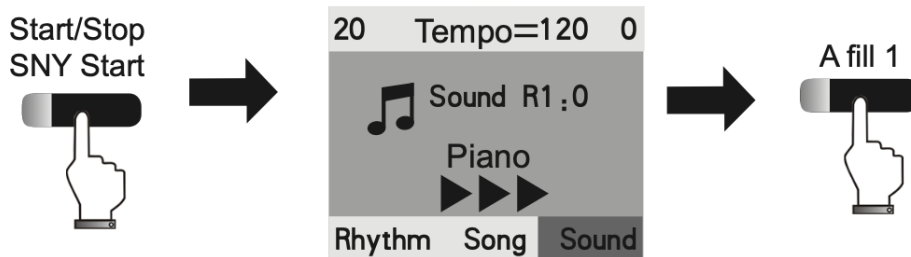 Start/Stop
SNY Start
20 Tempo=120 0
Sound R1:0
Piano
Rhythm Song Sound
A fill 1